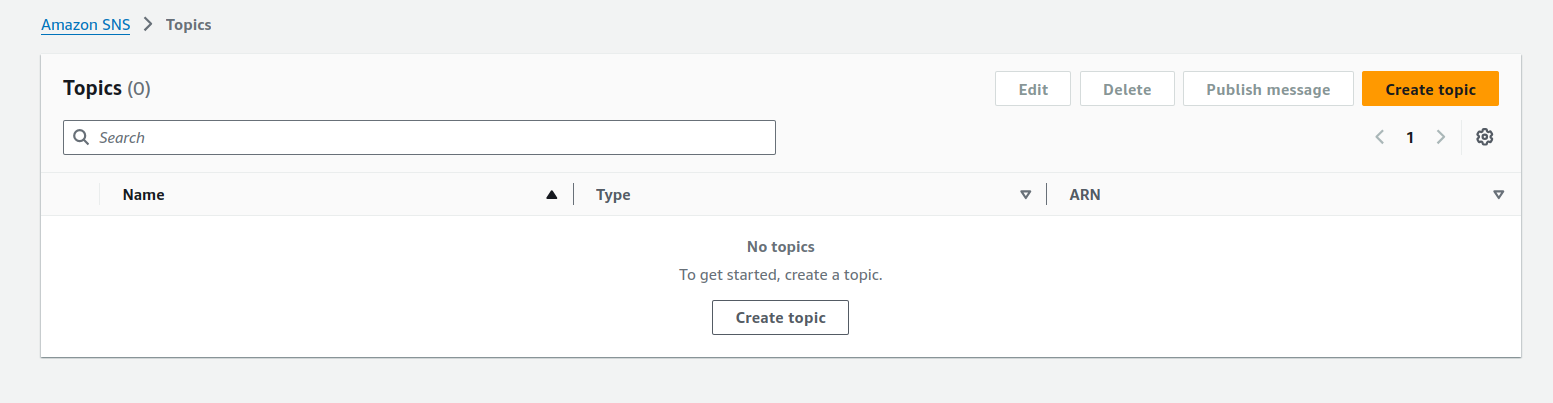 Amazon SNS > Topics
Topics (0)
Edit Delete Publish message Create topic
Search
1
Name Type ARN
No topics
To get started, create a topic.
Create topic